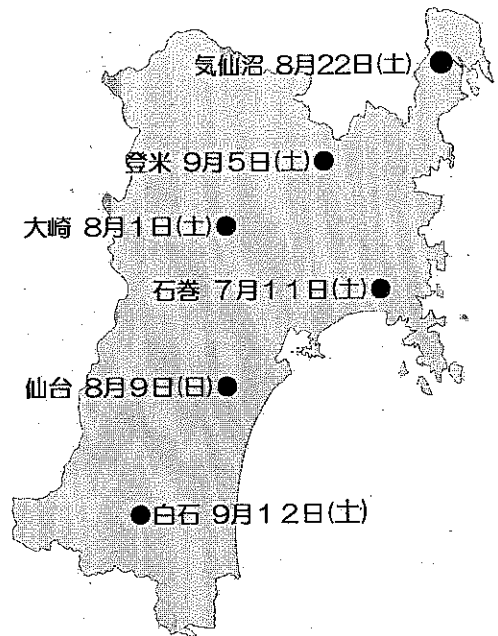 気仙沼 8月22日(土)
登米 9月5日(土)
大崎 8月1日(土)
石巻 7月11日(土)
仙台 8月9日(日)
白石 9月12日(土)